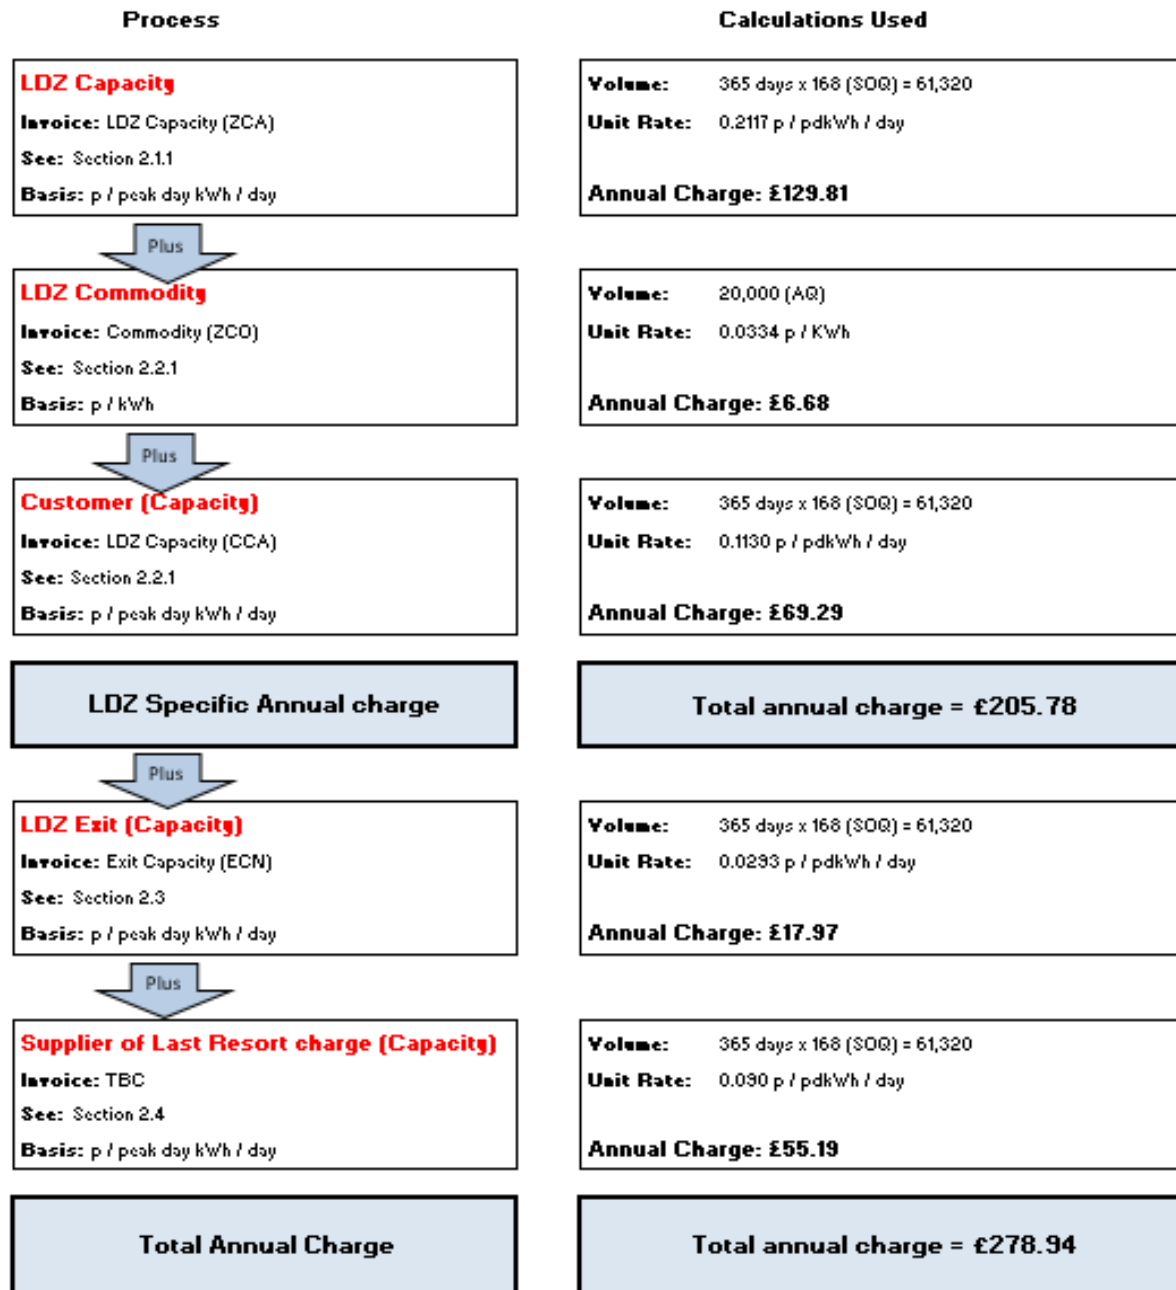 Process
Calculations Used
LDZ Capacity
Invoice: LDZ Capacity (ZCA)
See: Section 2.1.1
Basis: p / peak day kWh / day
Volume: 365 days x 168 (SOQ) = 61,320
Unit Rate: 0.2117 p / pdkWh / day
Annual Charge: £129.81
Plus
LDZ Commodity
Invoice: Commodity (ZCO)
See: Section 2.2.1
Basis: p / kWh
Volume: 20,000 (AQ)
Unit Rate: 0.0334 p / KWh
Annual Charge: £6.68
Plus
Customer (Capacity)
Invoice: LDZ Capacity (CCA)
See: Section 2.2.1
Basis: p / peak day kWh / day
Volume: 365 days x 168 (SOQ) = 61,320
Unit Rate: 0.1130 p / pdkWh / day
Annual Charge: £69.29
LDZ Specific Annual charge
Total annual charge = £205.78
Plus
LDZ Exit (Capacity)
Invoice: Exit Capacity (ECN)
See: Section 2.3
Basis: p / peak day kWh / day
Volume: 365 days x 168 (SOQ) = 61,320
Unit Rate: 0.0293 p / pdkWh / day
Annual Charge: £17.97
Plus
Supplier of Last Resort charge (Capacity)
Invoice: TBC
See: Section 2.4
Basis: p / peak day kWh / day
Volume: 365 days x 168 (SOQ) = 61,320
Unit Rate: 0.090 p / pdkWh / day
Annual Charge: £55.19
Total Annual Charge
Total annual charge = £278.94